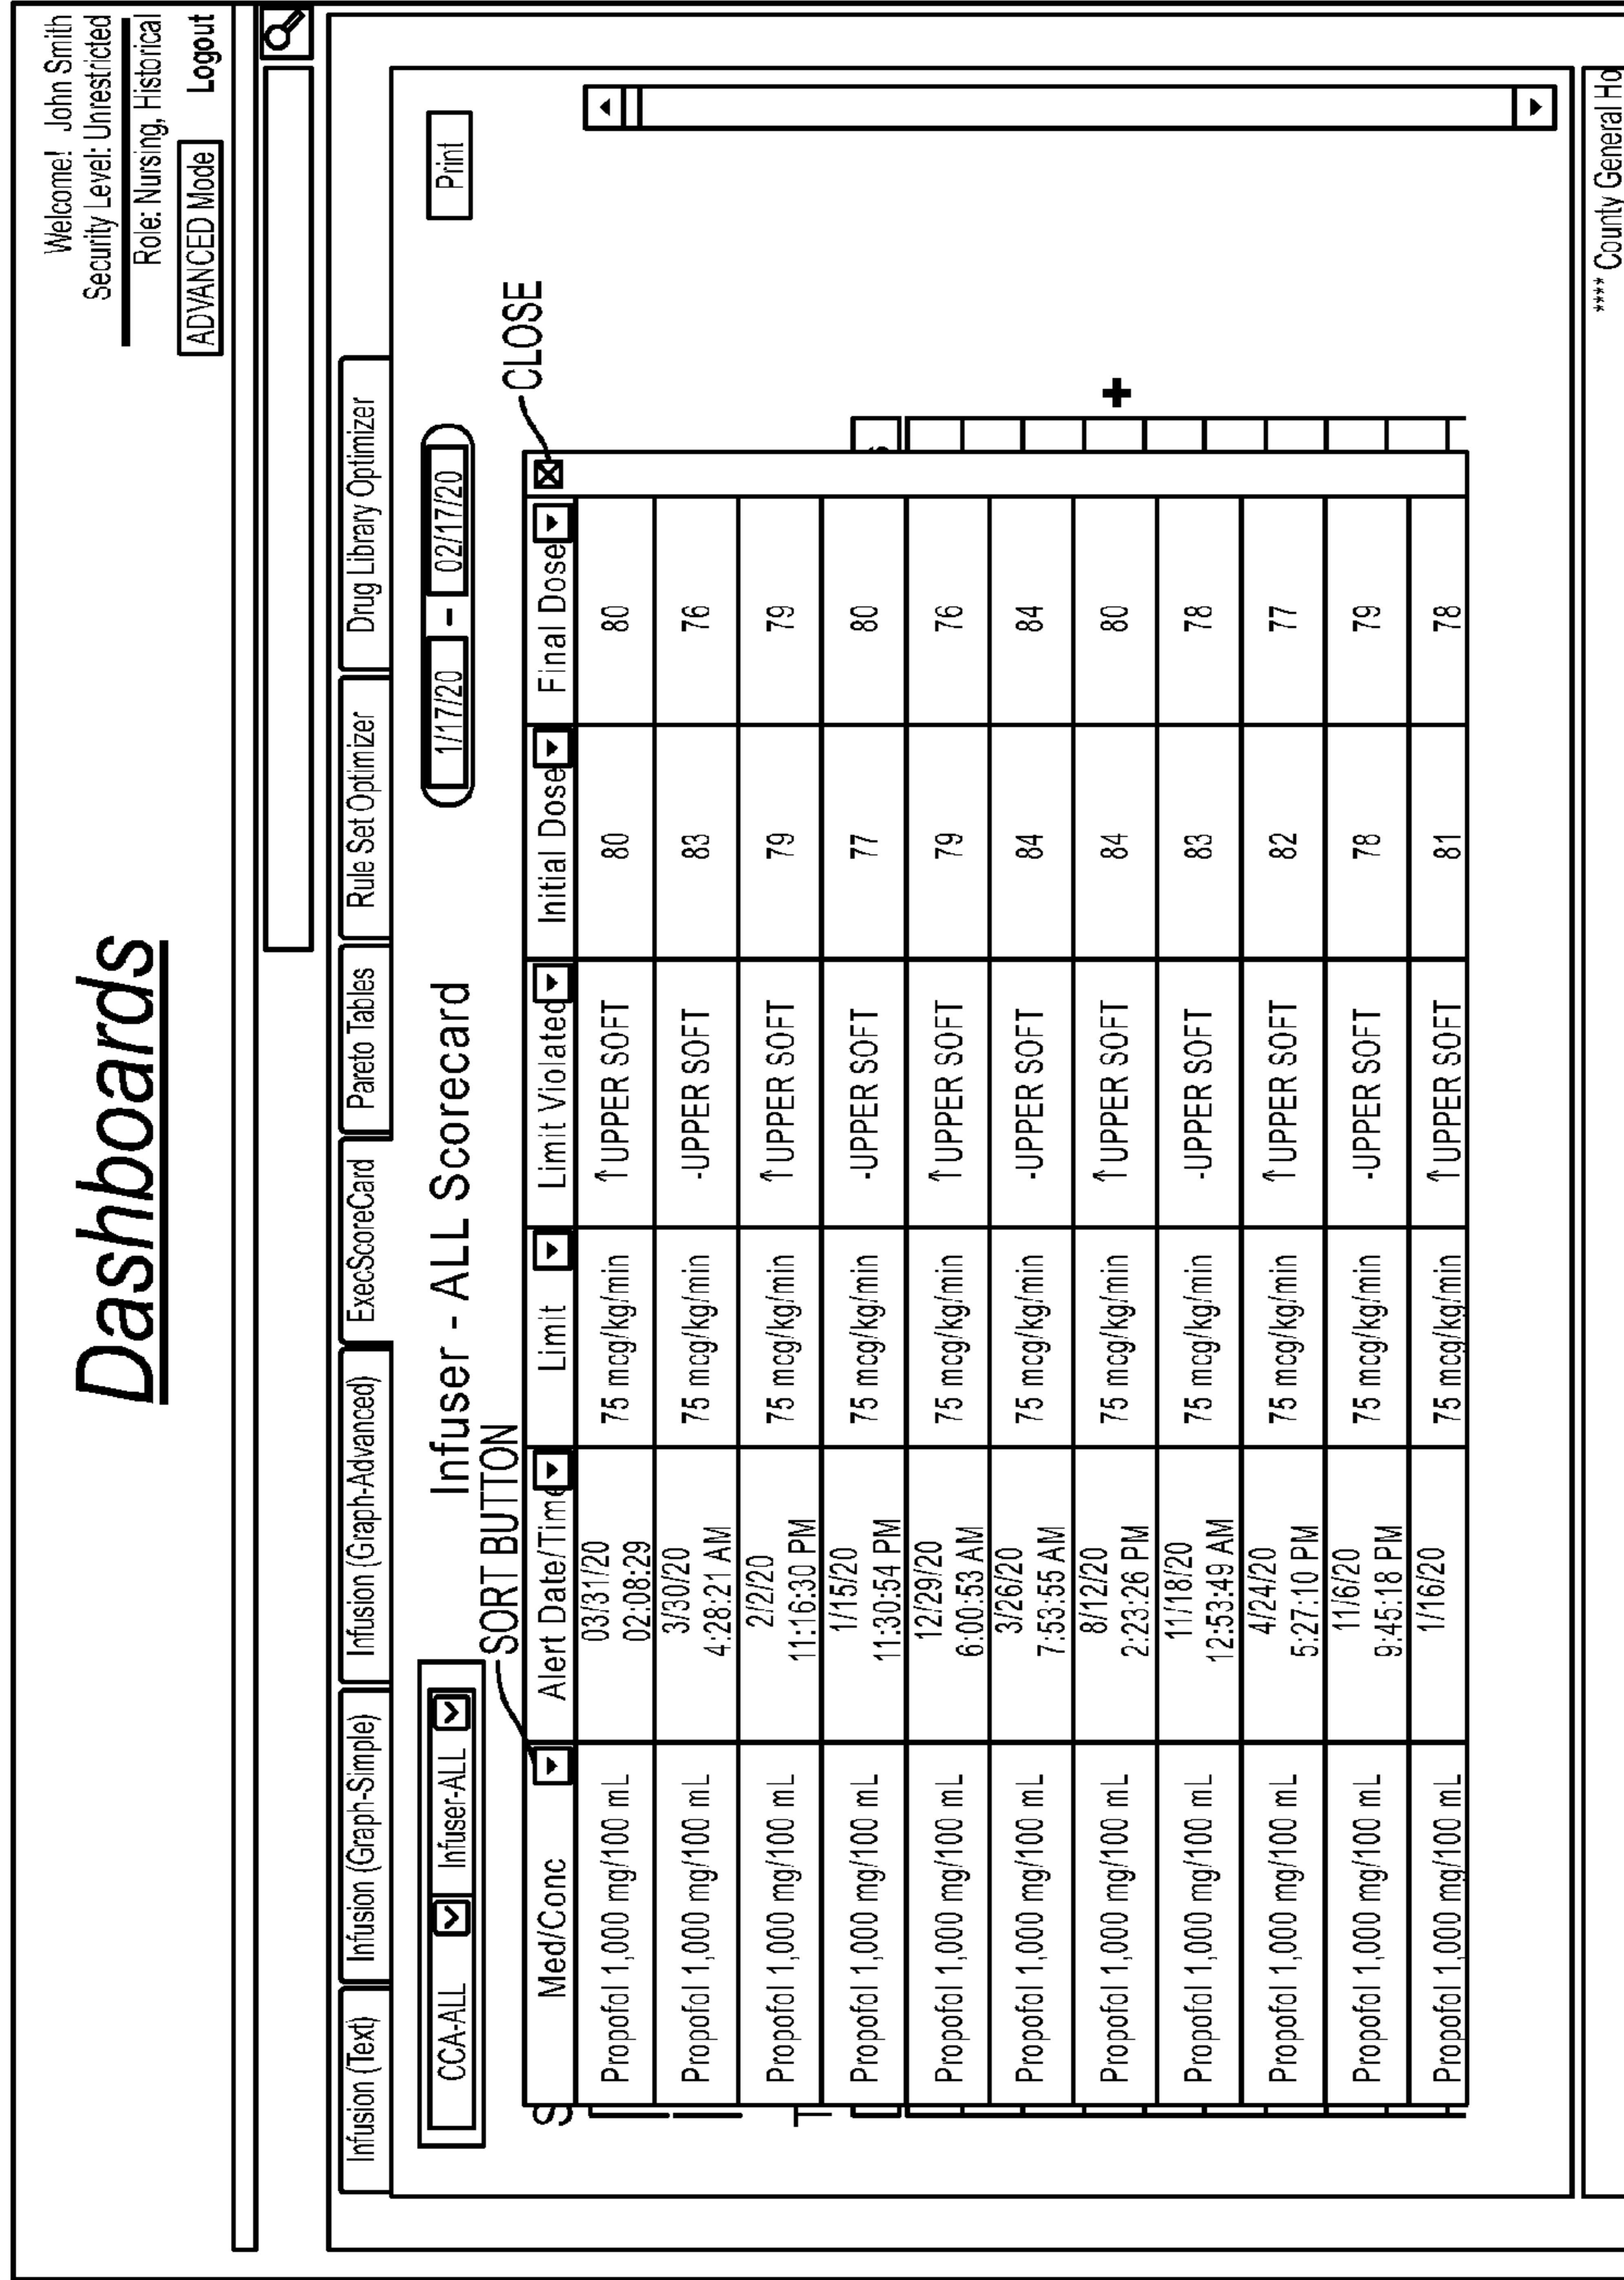 Dashboards
Welcome! John Smith
Security Level: Unrestricted
Role: Nursing, Historical
ADVANCED Mode Logout
Infusion (Text) Infusion (Graph-Simple) Infusion (Graph-Advanced) ExecScoreCard Pareto Tables Rule Set Optimizer Drug Library Optimizer
CCA-ALL Infuser-ALL Infuser - ALL Scorecard 1/17/20 - 02/17/20 Print
SORT BUTTON CLOSE
S Med/Conc Alert Date/Time Limit Limit Violated Initial Dose Final Dose
Propofol 1,000 mg/100 mL 03/31/20 02:08:29 75 mcg/kg/min ↑UPPER SOFT 80 80
Propofol 1,000 mg/100 mL 3/30/20 4:28:21 AM 75 mcg/kg/min -UPPER SOFT 83 76
Propofol 1,000 mg/100 mL 2/2/20 11:16:30 PM 75 mcg/kg/min ↑UPPER SOFT 79 79
Propofol 1,000 mg/100 mL 1/15/20 11:30:54 PM 75 mcg/kg/min -UPPER SOFT 77 80
Propofol 1,000 mg/100 mL 12/29/20 6:00:53 AM 75 mcg/kg/min ↑UPPER SOFT 79 76
Propofol 1,000 mg/100 mL 3/26/20 7:53:55 AM 75 mcg/kg/min -UPPER SOFT 84 84
Propofol 1,000 mg/100 mL 8/12/20 2:23:26 PM 75 mcg/kg/min ↑UPPER SOFT 84 80
Propofol 1,000 mg/100 mL 11/18/20 12:53:49 AM 75 mcg/kg/min -UPPER SOFT 83 78
Propofol 1,000 mg/100 mL 4/24/20 5:27:10 PM 75 mcg/kg/min ↑UPPER SOFT 82 77
Propofol 1,000 mg/100 mL 11/6/20 9:45:18 PM 75 mcg/kg/min -UPPER SOFT 78 79
Propofol 1,000 mg/100 mL 1/16/20 75 mcg/kg/min ↑UPPER SOFT 81 78
+
**** County General Ho